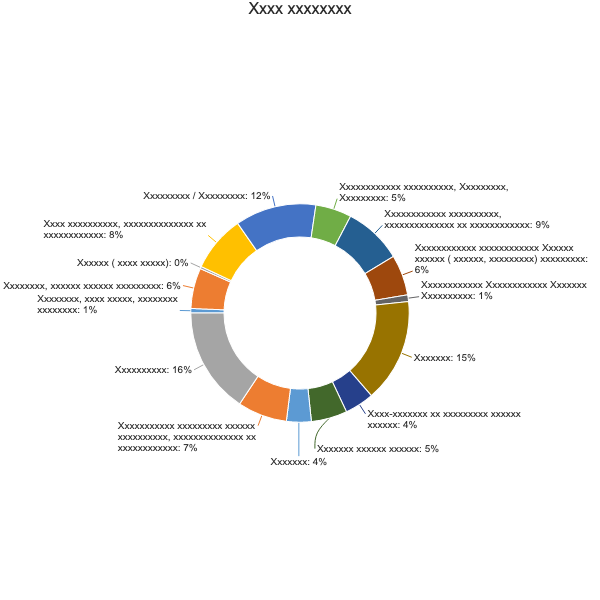 Xxxx xxxxxxxx
Xxxxxxxxxxxx xxxxxxxxxx, Xxxxxxxxx,
Xxxxxxxxx: 5%
Xxxxxxxxx / Xxxxxxxxx: 12%
Xxxxxxxxxxxx xxxxxxxxxx,
xxxxxxxxxxxxxx xx xxxxxxxxxxxx: 9%
Xxxx xxxxxxxxxx, xxxxxxxxxxxxxx xx
xxxxxxxxxxxx: 8%
Xxxxxxxxxxxx xxxxxxxxxxxx Xxxxxx
xxxxxx ( xxxxxx, xxxxxxxxx) xxxxxxxxx:
6%
Xxxxxx ( xxxx xxxxx): 0%
Xxxxxxxx, xxxxxx xxxxxx xxxxxxxxx: 6%
Xxxxxxxxxxxx Xxxxxxxxxxxx Xxxxxxx
Xxxxxxxxxx: 1%
Xxxxxxxx, xxxx xxxxx, xxxxxxxx
xxxxxxxx: 1%
Xxxxxxx: 15%
Xxxxxxxxxx: 16%
Xxxx-xxxxxxx xx xxxxxxxxx xxxxxx
xxxxxx: 4%
Xxxxxxxxxxx xxxxxxxxx xxxxxx
xxxxxxxxxx, xxxxxxxxxxxxxx xx
xxxxxxxxxxxx: 7%
Xxxxxxx xxxxxx xxxxxx: 5%
Xxxxxxx: 4%